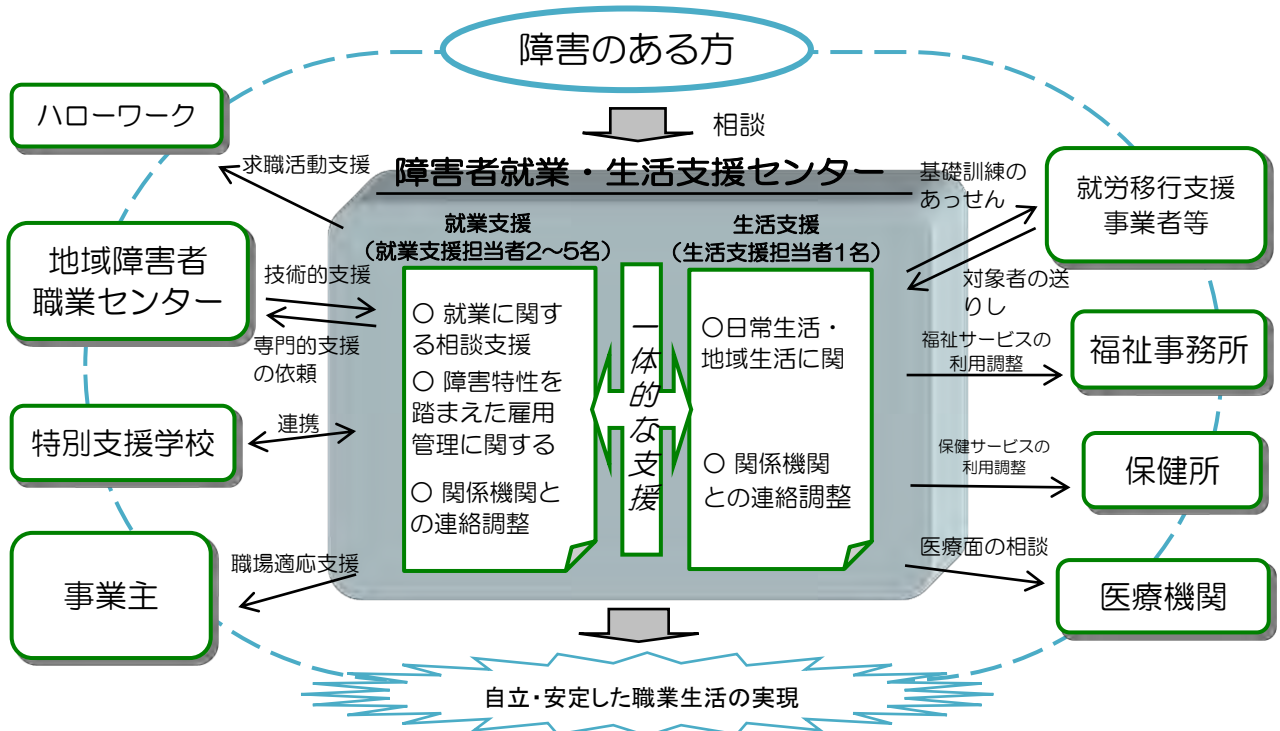 障害のある方
相談
ハローワーク
求職活動支援
障害者就業・生活支援センター
基礎訓練の
あっせん
就労移行支援
事業者等
就業支援
(就業支援担当者2~5名)
生活支援
(生活支援担当者1名)
地域障害者
職業センター
技術的支援
専門的支援
の依頼
対象者の送
りし
○ 就業に関す
る相談支援
○ 障害特性を
踏まえた雇用
管理に関する
○ 関係機関と
の連絡調整
一体的な支援
○日常生活・
地域生活に関
○ 関係機関
との連絡調整
福祉サービスの
利用調整
福祉事務所
特別支援学校
連携
保健サービスの
利用調整
保健所
事業主
職場適応支援
医療面の相談
医療機関
自立・安定した職業生活の実現